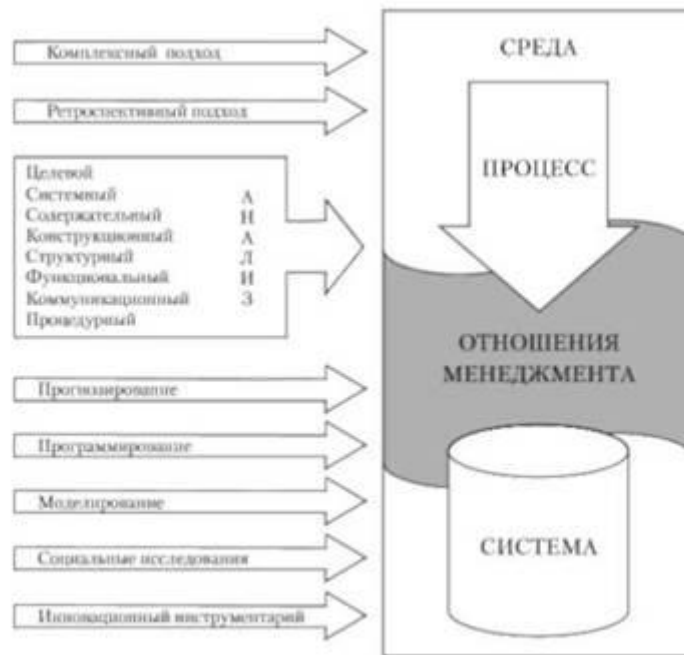 Комплексный подход
Ретроспективный подход
Целевой
Системный
Содержательный
Конструкционный
Структурный
Функциональный
Коммуникационный
Процедурный
А
Н
А
Л
И
З
Прогнозирование
Программирование
Моделирование
Социальные исследования
Инновационный инструментарий
СРЕДА
ПРОЦЕСС
ОТНОШЕНИЯ
МЕНЕДЖМЕНТА
СИСТЕМА